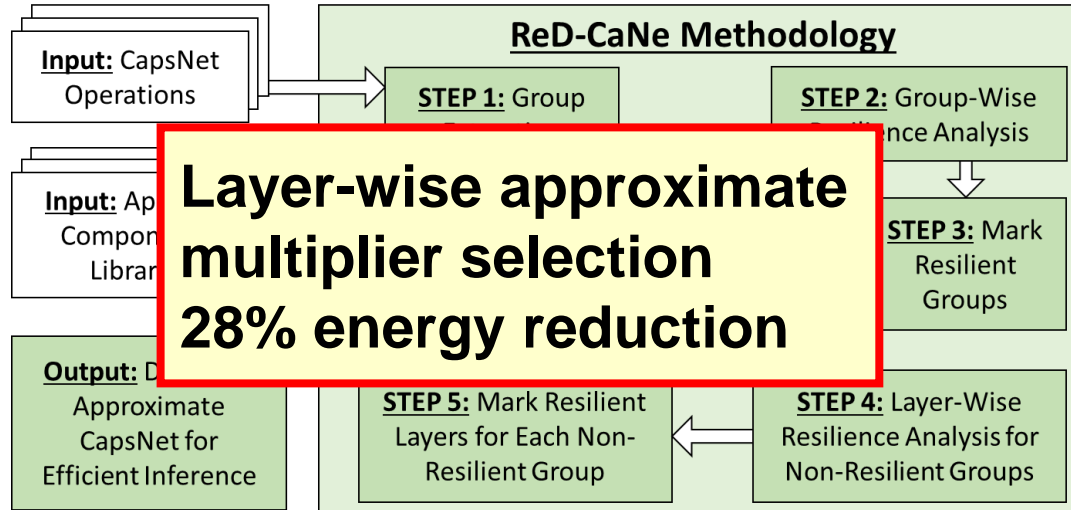 ReD-CaNe Methodology
Input: CapsNet
Operations
STEP 1: Group
STEP 2: Group-Wise
Analysis
Input:
Layer-wise approximate
multiplier selection
28% energy reduction
STEP 3: Mark
Resilient
Groups
Output:
Approximate
CapsNet for
Efficient Inference
STEP 5: Mark Resilient
Layers for Each Non-
Resilient Group
STEP 4: Layer-Wise
Resilience Analysis for
Non-Resilient Groups